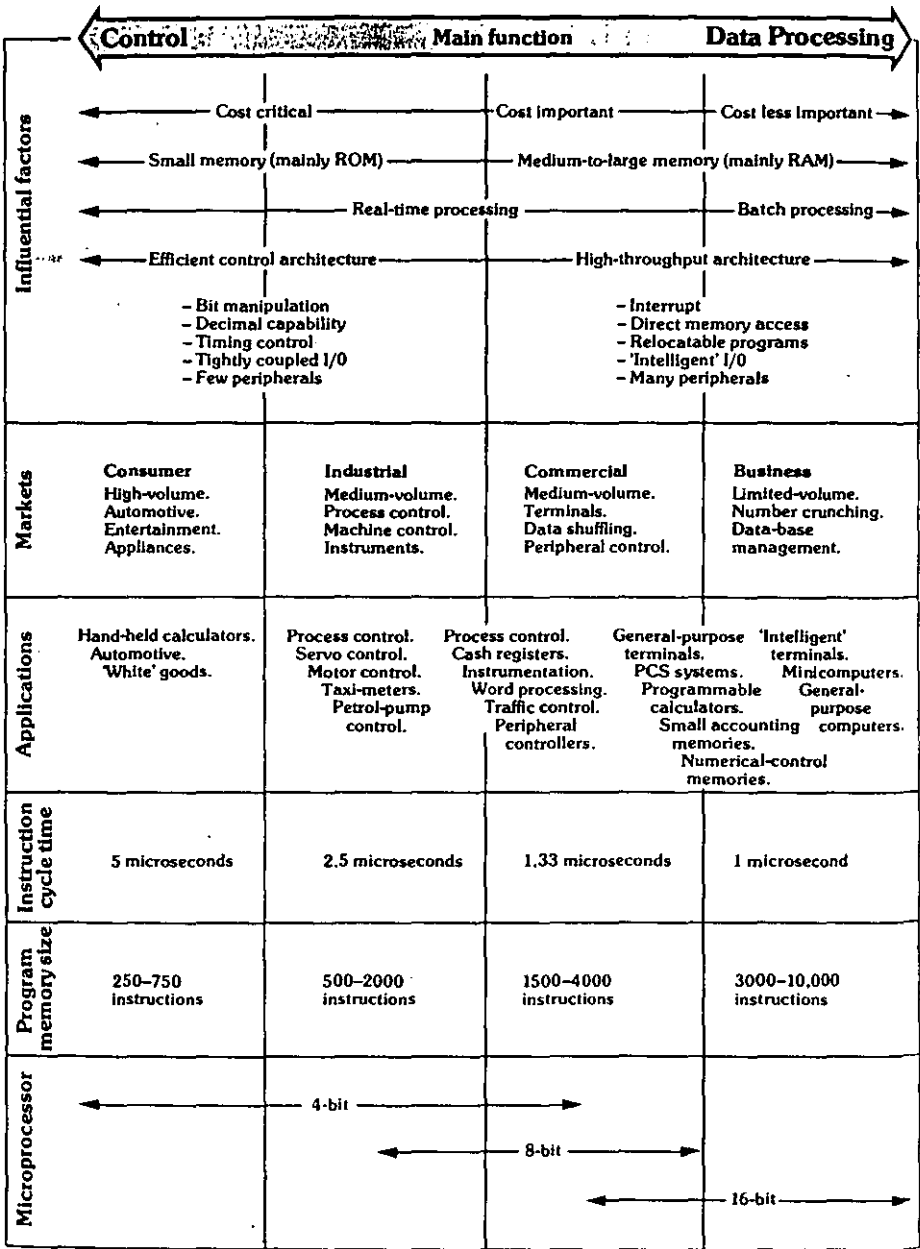 Control Main function Data Processing
Influential factors
Cost critical Cost important Cost less important
Small memory (mainly ROM) Medium-to-large memory (mainly RAM)
Real-time processing Batch processing
Efficient control architecture High-throughput architecture
– Bit manipulation
– Decimal capability
– Timing control
– Tightly coupled I/O
– Few peripherals
– Interrupt
– Direct memory access
– Relocatable programs
– 'Intelligent' I/O
– Many peripherals
Markets
Consumer
High-volume.
Automotive.
Entertainment.
Appliances.
Industrial
Medium-volume.
Process control.
Machine control.
Instruments.
Commercial
Medium-volume.
Terminals.
Data shuffling.
Peripheral control.
Business
Limited-volume.
Number crunching.
Data-base
management.
Applications
Hand-held calculators.
Automotive.
'White' goods.
Process control.
Servo control.
Motor control.
Taxi-meters.
Petrol-pump
control.
Process control.
Cash registers.
Instrumentation.
Word processing.
Traffic control.
Peripheral
controllers.
General-purpose
terminals.
PCS systems.
Programmable
calculators.
Small accounting
memories.
Numerical-control
memories.
'Intelligent'
terminals.
Minicomputers.
General-
purpose
computers.
Instruction
cycle time
5 microseconds 2.5 microseconds 1.33 microseconds 1 microsecond
Program
memory size
250–750
instructions
500–2000
instructions
1500–4000
instructions
3000–10,000
instructions
Microprocessor
4-bit
8-bit
16-bit